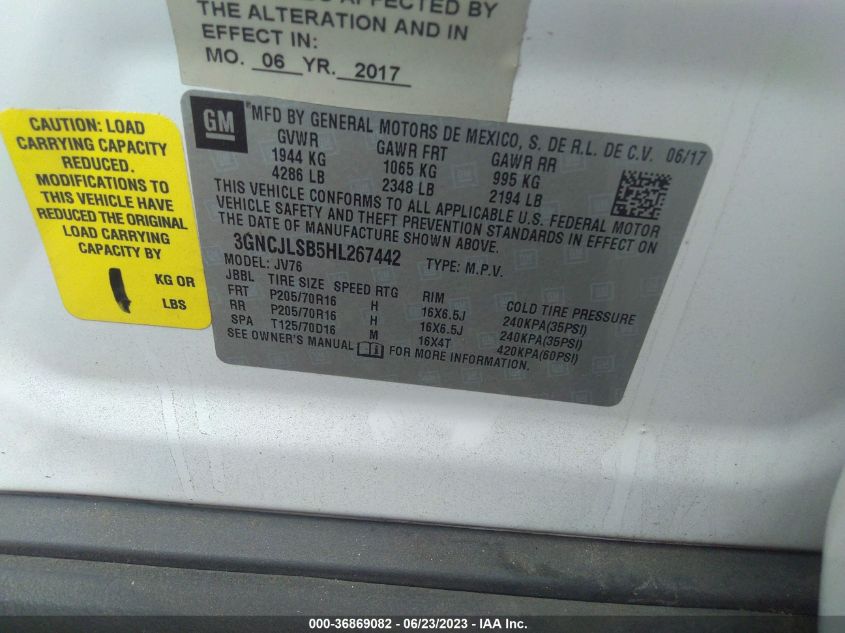 AFFECTED BY
THE ALTERATION AND IN
EFFECT IN:
MO. 06 YR. 2017
CAUTION: LOAD
CARRYING CAPACITY
REDUCED.
MODIFICATIONS TO
THIS VEHICLE HAVE
REDUCED THE ORIGINAL
LOAD CARRYING
CAPACITY BY
KG OR
LBS
GM
MFD BY GENERAL MOTORS DE MEXICO, S. DE R.L. DE C.V. 06/17
GVWR GAWR FRT GAWR RR
1944 KG 1065 KG 995 KG
4286 LB 2348 LB 2194 LB
THIS VEHICLE CONFORMS TO ALL APPLICABLE U.S. FEDERAL MOTOR
VEHICLE SAFETY AND THEFT PREVENTION STANDARDS IN EFFECT ON
THE DATE OF MANUFACTURE SHOWN ABOVE.
3GNCJLSB5HL267442 TYPE: M.P.V.
MODEL: JV76
JBBL TIRE SIZE SPEED RTG RIM COLD TIRE PRESSURE
FRT P205/70R16 H 16X6.5J 240KPA(35PSI)
RR P205/70R16 H 16X6.5J 240KPA(35PSI)
SPA T125/70D16 M 16X4T 420KPA(60PSI)
SEE OWNER'S MANUAL FOR MORE INFORMATION.
000-36869082 - 06/23/2023 - IAA Inc.